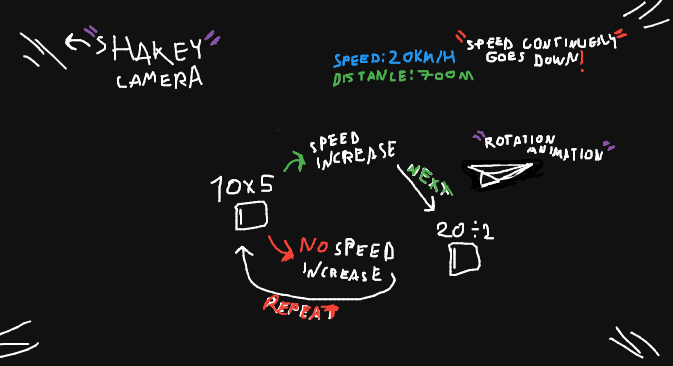 "SHAKEY"
CAMERA
SPEED: 20KM/H
DISTANCE: 700M
"SPEED CONTINUESLY"
GOES DOWN!
SPEED
INCREASE
"ROTATION
ANIMATION"
NEXT
10x5
20÷2
NO SPEED
INCREASE
REPEAT